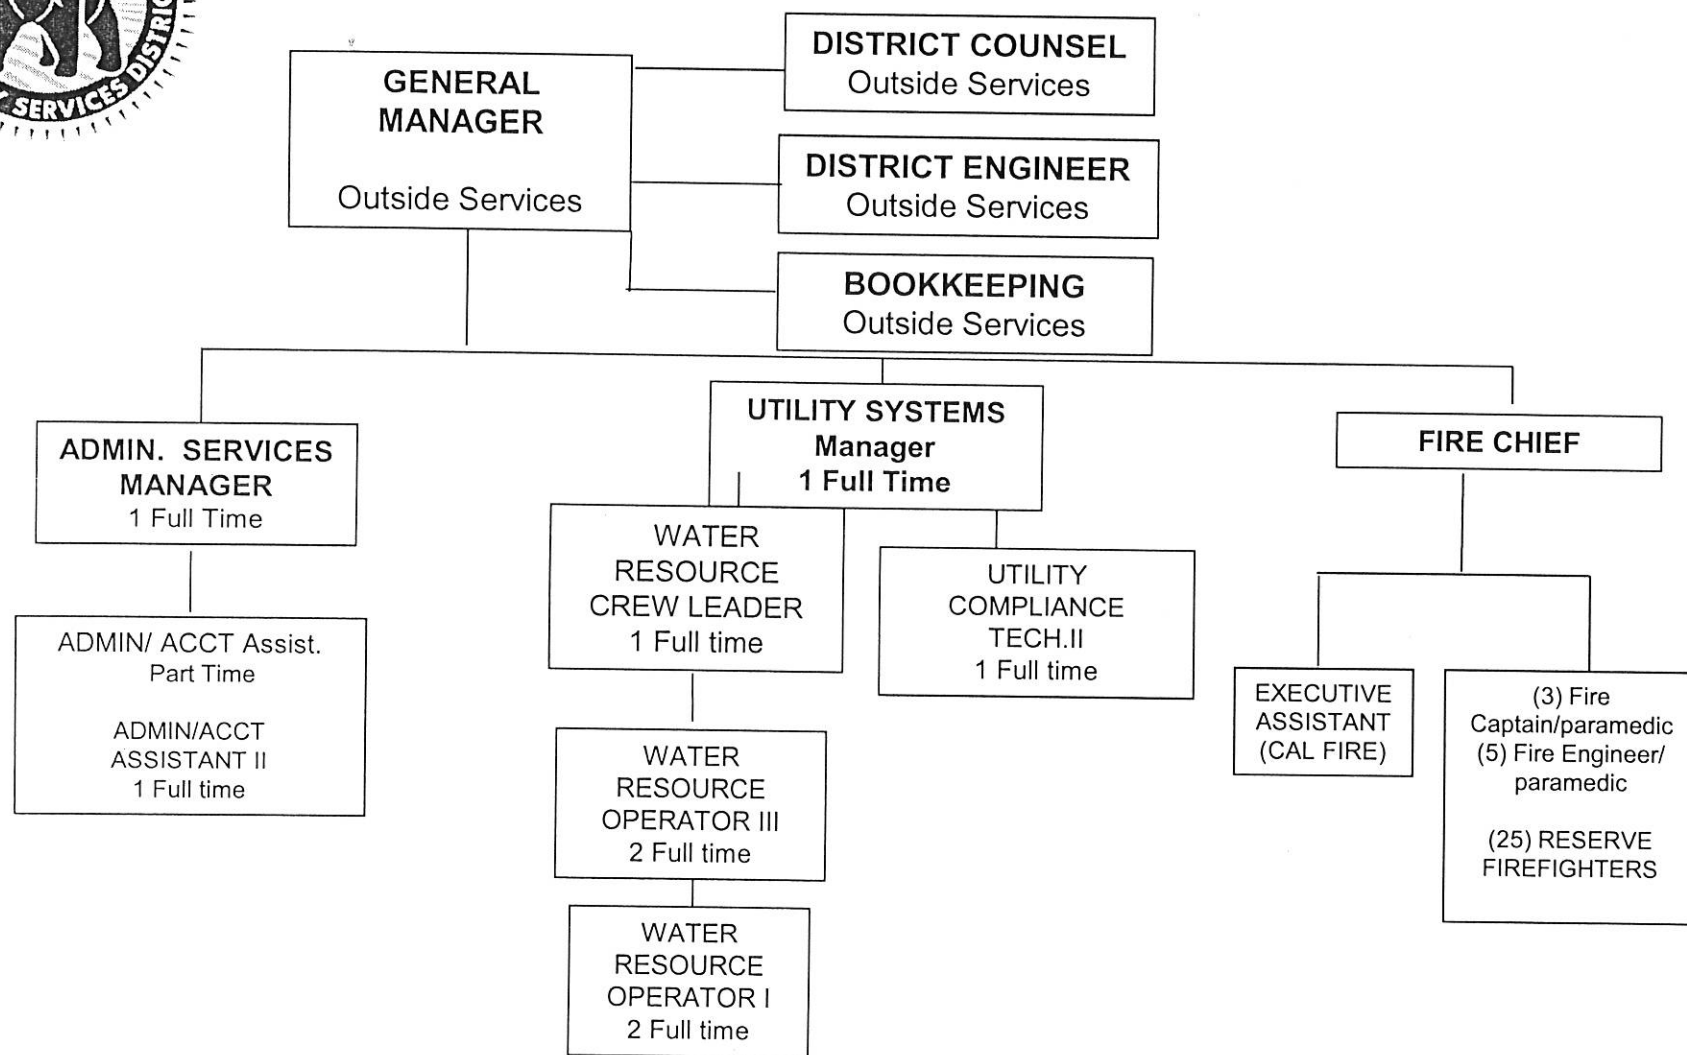 SERVICES DISTRIC
GENERAL
MANAGER
Outside Services
DISTRICT COUNSEL
Outside Services
DISTRICT ENGINEER
Outside Services
BOOKKEEPING
Outside Services
ADMIN. SERVICES
MANAGER
1 Full Time
ADMIN/ ACCT Assist.
Part Time
ADMIN/ACCT
ASSISTANT II
1 Full time
UTILITY SYSTEMS
Manager
1 Full Time
WATER
RESOURCE
CREW LEADER
1 Full time
UTILITY
COMPLIANCE
TECH.II
1 Full time
WATER
RESOURCE
OPERATOR III
2 Full time
WATER
RESOURCE
OPERATOR I
2 Full time
FIRE CHIEF
EXECUTIVE
ASSISTANT
(CAL FIRE)
(3) Fire
Captain/paramedic
(5) Fire Engineer/
paramedic
(25) RESERVE
FIREFIGHTERS